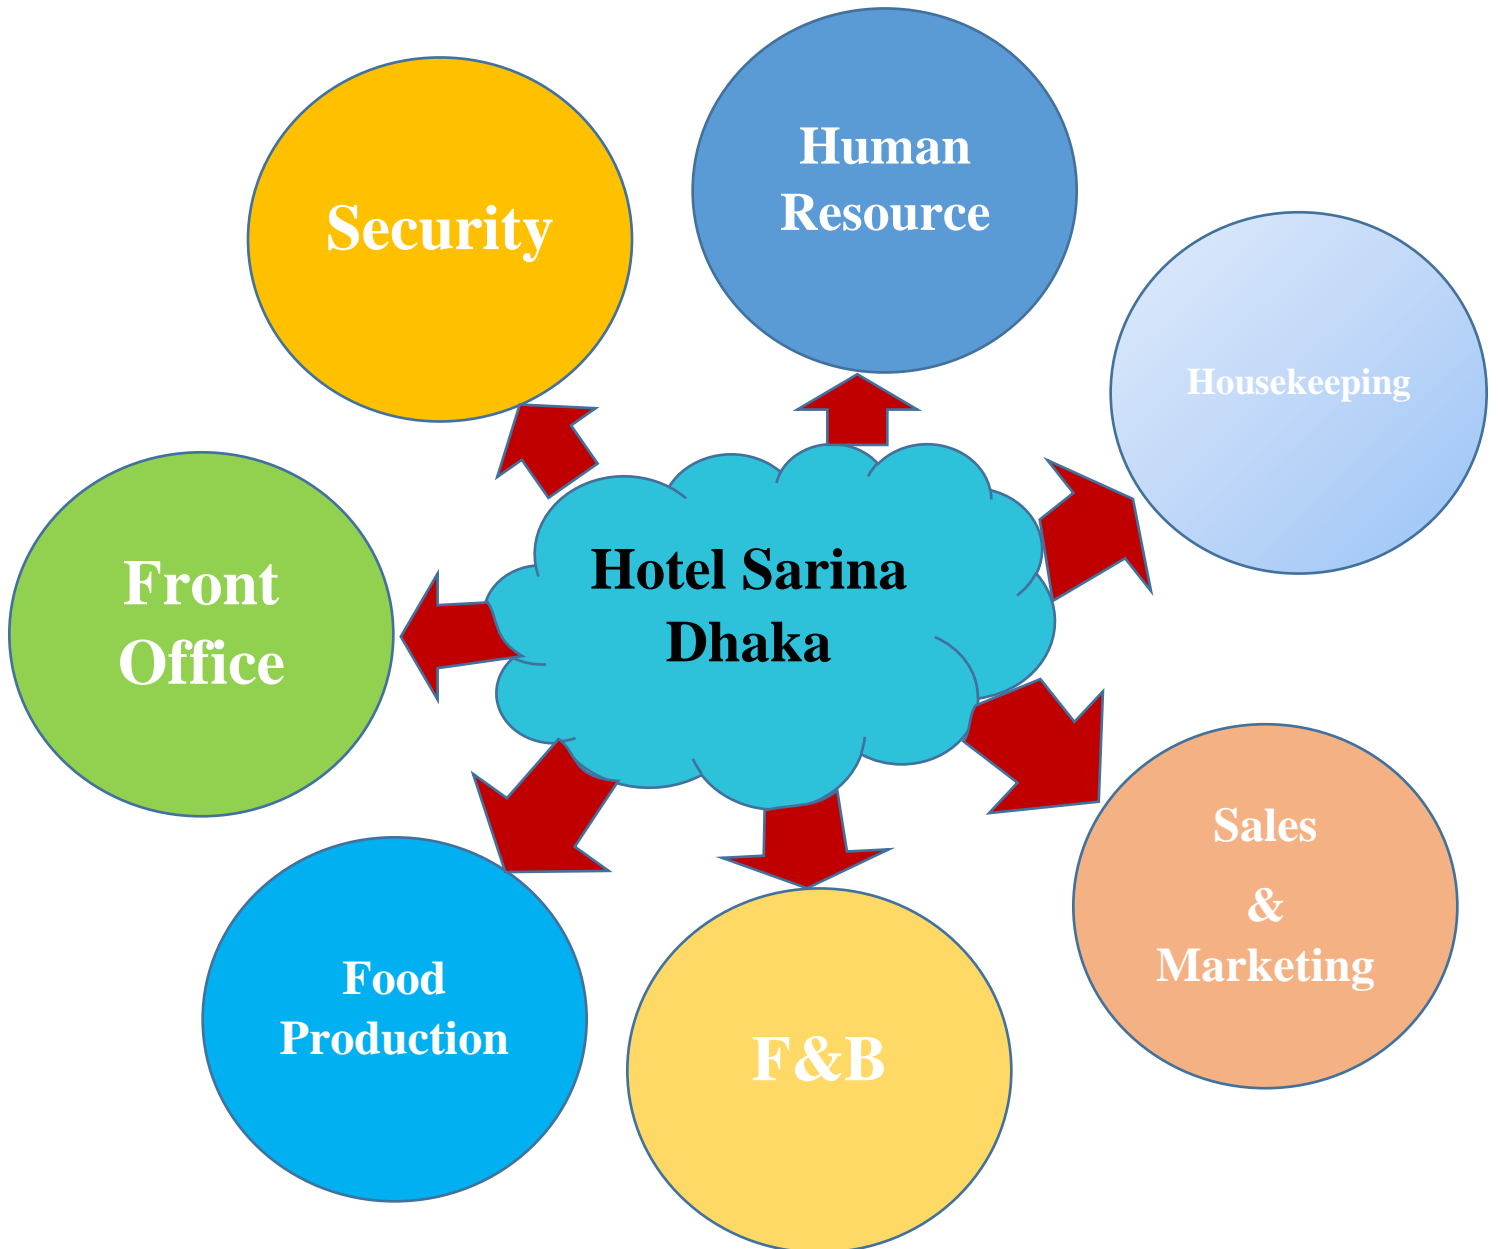 Human
Resource
Security
Housekeeping
Hotel Sarina
Dhaka
Front
Office
Sales
&
Marketing
Food
Production
F&B